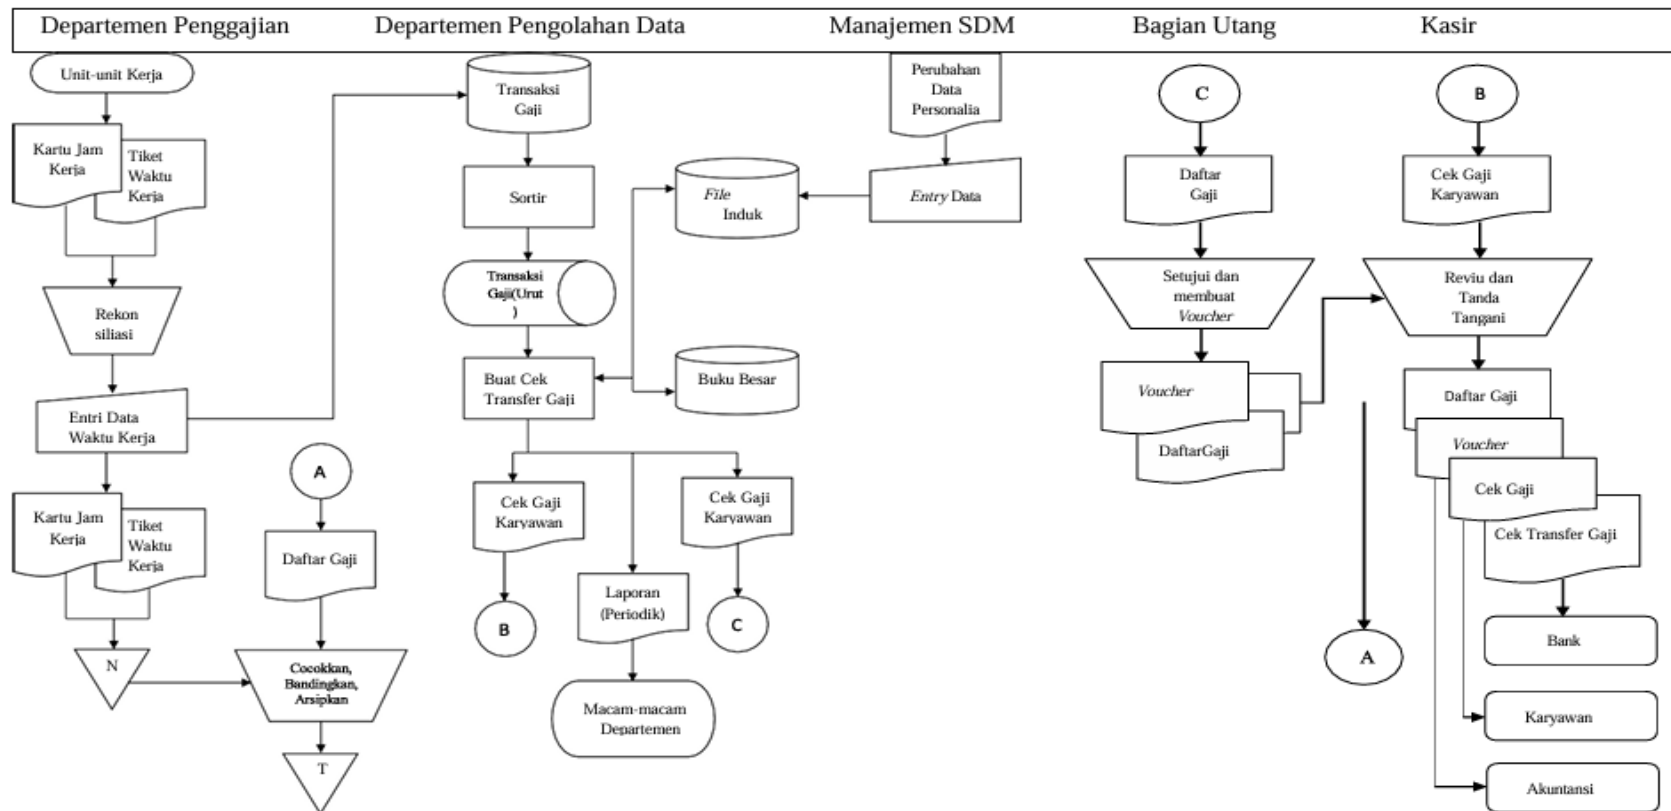 Departemen Penggajian Departemen Pengolahan Data Manajemen SDM Bagian Utang Kasir
Unit-unit Kerja
Kartu Jam
Kerja
Tiket
Waktu
Kerja
Rekon
siliasi
Entri Data
Waktu Kerja
Kartu Jam
Kerja
Tiket
Waktu
Kerja
N
A
Daftar Gaji
Cocokkan,
Bandingkan,
Arsipkan
T
Transaksi
Gaji
Sortir
Transaksi
Gaji(Urut
)
Buat Cek
Transfer Gaji
Cek Gaji
Karyawan
B
Laporan
(Periodik)
Macam-macam
Departemen
Cek Gaji
Karyawan
C
File
Induk
Buku Besar
Perubahan
Data
Personalia
Entry Data
C
Daftar
Gaji
Setujui dan
membuat
Voucher
Voucher
DaftarGaji
A
B
Cek Gaji
Karyawan
Reviu dan
Tanda
Tangani
Daftar Gaji
Voucher
Cek Gaji
Cek Transfer Gaji
Bank
Karyawan
Akuntansi